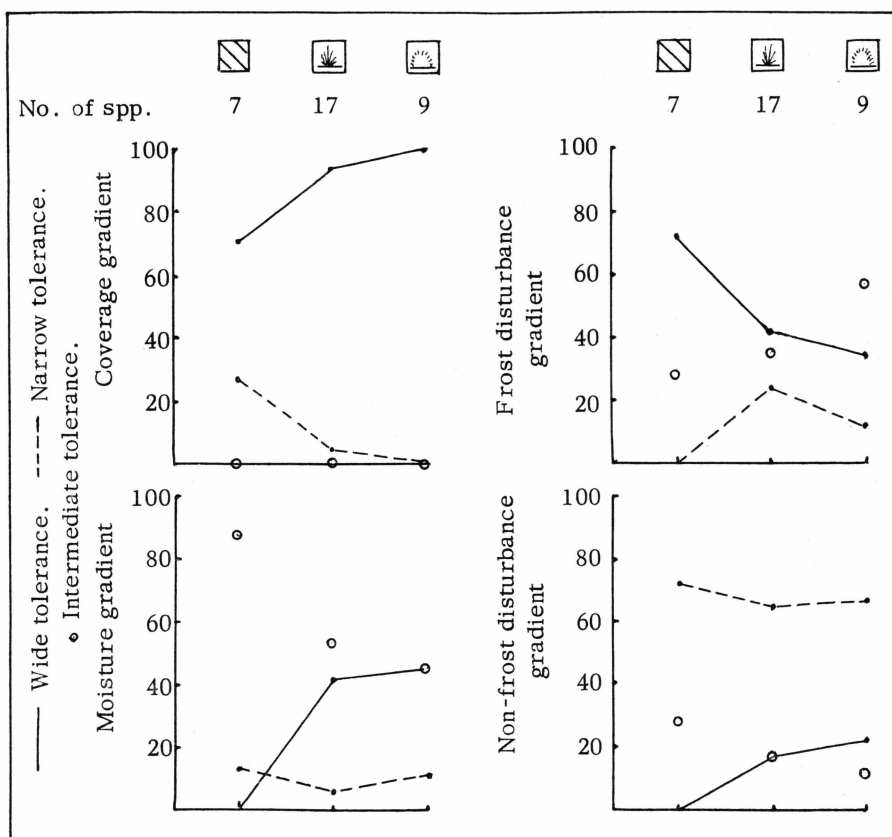 No. of spp.
7 17 9
7 17 9
Wide tolerance. Narrow tolerance.
Intermediate tolerance.
Coverage gradient
100
80
60
40
20
Frost disturbance
gradient
100
80
60
40
20
Moisture gradient
100
80
60
40
20
Non-frost disturbance
gradient
100
80
60
40
20